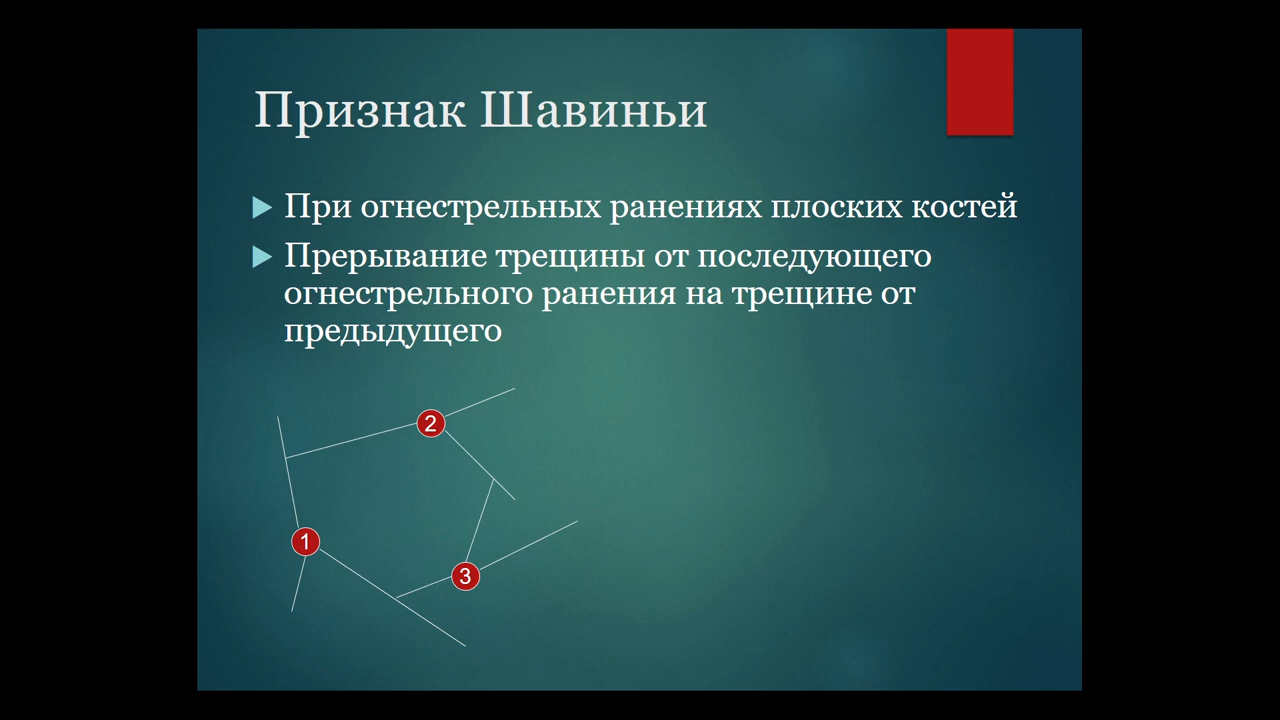 Признак Шавиньи
При огнестрельных ранениях плоских костей
Прерывание трещины от последующего
огнестрельного ранения на трещине от
предыдущего
2
1
3